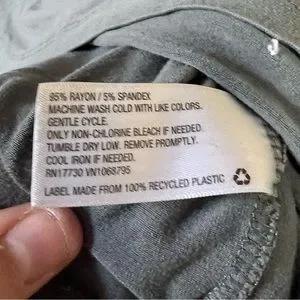 95% RAYON / 5% SPANDEX
MACHINE WASH COLD WITH LIKE COLORS.
GENTLE CYCLE.
ONLY NON-CHLORINE BLEACH IF NEEDED.
TUMBLE DRY LOW. REMOVE PROMPTLY.
COOL IRON IF NEEDED.
RN17730 VN1068795
LABEL MADE FROM 100% RECYCLED PLASTIC